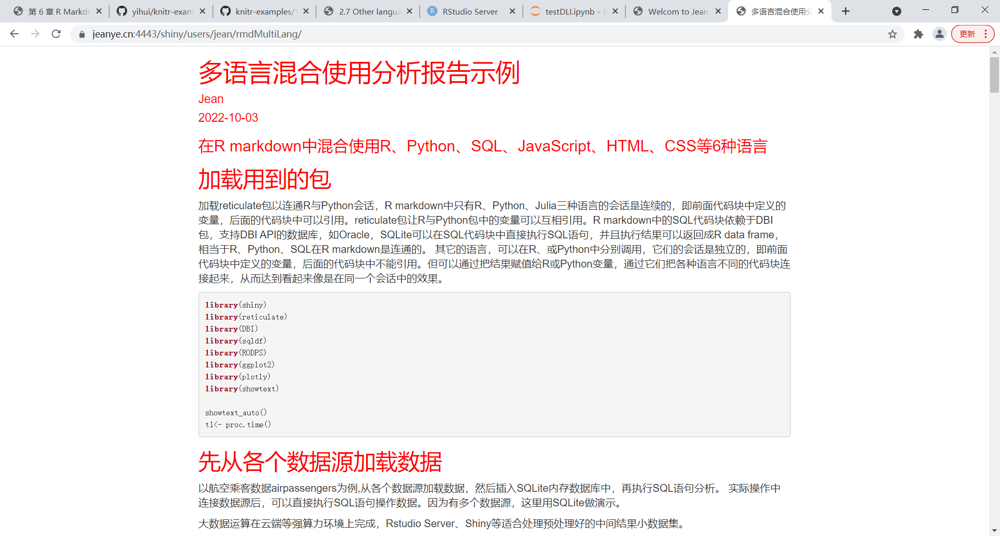 第 6 章 R Markdo
yihui/knitr-exam
knitr-examples/1
2.7 Other langua
RStudio Server
testDLI.ipynb - J
Welcom to Jean
多语言混合使用分
jeanye.cn:4443/shiny/users/jean/rmdMultiLang/
更新
多语言混合使用分析报告示例
Jean
2022-10-03
在R markdown中混合使用R、Python、SQL、JavaScript、HTML、CSS等6种语言
加载用到的包
加载reticulate包以连通R与Python会话，R markdown中只有R、Python、Julia三种语言的会话是连续的，即前面代码块中定义的
变量，后面的代码块中可以引用。reticulate包让R与Python包中的变量可以互相引用。R markdown中的SQL代码块依赖于DBI
包，支持DBI API的数据库，如Oracle，SQLite可以在SQL代码块中直接执行SQL语句，并且执行结果可以返回成R data frame，
相当于R、Python、SQL在R markdown是连通的。 其它的语言，可以在R、或Python中分别调用，它们的会话是独立的，即前面
代码块中定义的变量，后面的代码块中不能引用。但可以通过把结果赋值给R或Python变量，通过它们把各种语言不同的代码块连
接起来，从而达到看起来像是在同一个会话中的效果。
library(shiny)
library(reticulate)
library(DBI)
library(sqldf)
library(RODPS)
library(ggplot2)
library(plotly)
library(showtext)
showtext_auto()
t1<- proc.time()
先从各个数据源加载数据
以航空乘客数据airpassengers为例,从各个数据源加载数据，然后插入SQLite内存数据库中，再执行SQL语句分析。 实际操作中
连接数据源后，可以直接执行SQL语句操作数据。因为有多个数据源，这里用SQLite做演示。
大数据运算在云端等强算力环境上完成，Rstudio Server、Shiny等适合处理预处理好的中间结果小数据集。